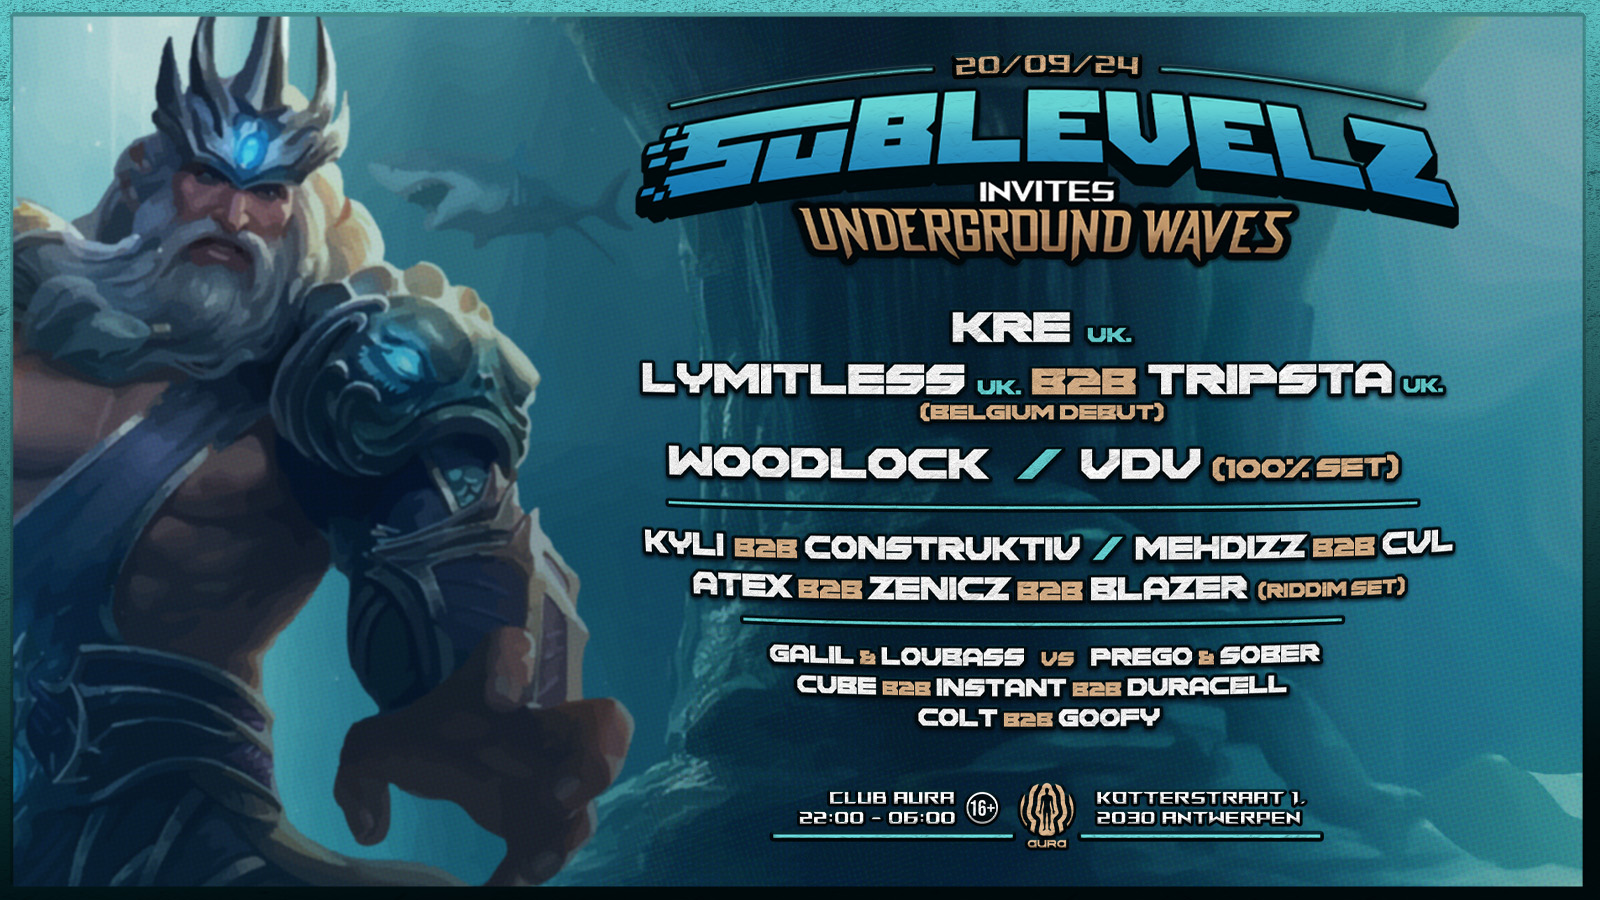 20/09/24
SUBLEVELZ
INVITES
UNDERGROUND WAVES
KRE UK.
LYMITLESS UK. B2B TRIPSTA UK.
(BELGIUM DEBUT)
WOODLOCK / VDV (100% SET)
KYLI B2B CONSTRUKTIV / MEHDIZZ B2B CVL
ATEX B2B ZENICZ B2B BLAZER (RIDDIM SET)
GALIL & LOUBASS VS PREGO & SOBER
CUBE B2B INSTANT B2B DURACELL
COLT B2B GOOFY
CLUB AURA
22:00 - 06:00
16+
aura
KOTTERSTRAAT 1,
2030 ANTWERPEN